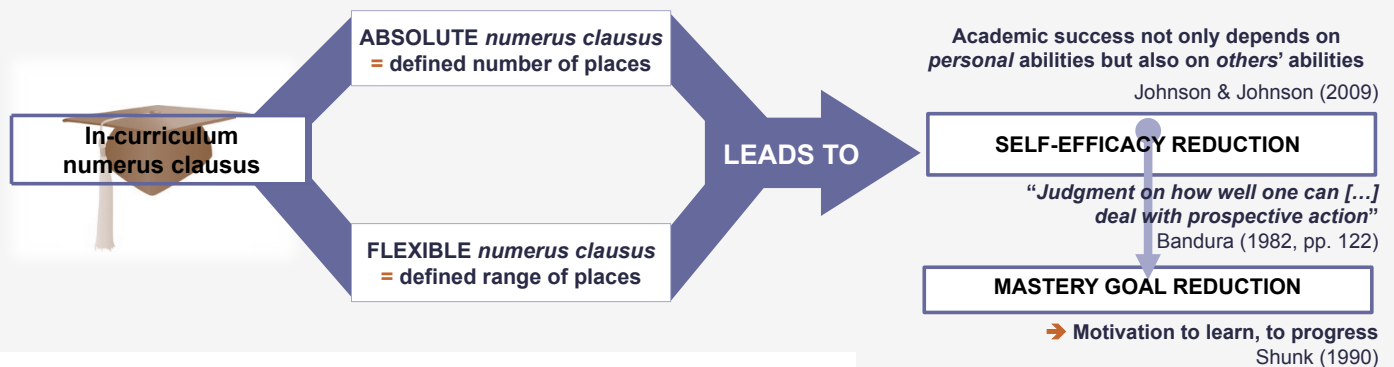 In-curriculum
numerus clausus
ABSOLUTE numerus clausus
= defined number of places
FLEXIBLE numerus clausus
= defined range of places
LEADS TO
Academic success not only depends on
personal abilities but also on others’ abilities
Johnson & Johnson (2009)
SELF-EFFICACY REDUCTION
“Judgment on how well one can […]
deal with prospective action”
Bandura (1982, pp. 122)
MASTERY GOAL REDUCTION
➔ Motivation to learn, to progress
Shunk (1990)